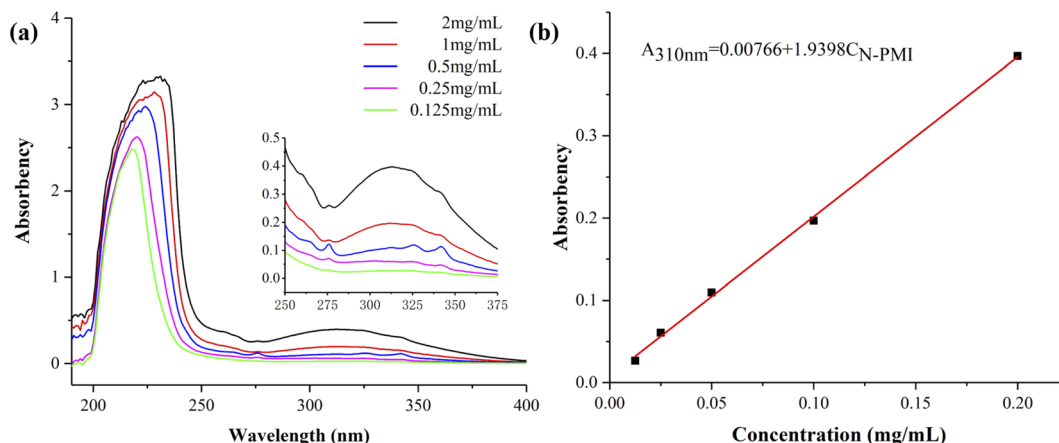 (a)
4
3
2
1
0
Absorbency
200
250
300
350
400
Wavelength (nm)
2mg/mL
1mg/mL
0.5mg/mL
0.25mg/mL
0.125mg/mL
0.5
0.4
0.3
0.2
0.1
0.0
250
275
300
325
350
375
(b)
A310nm=0.00766+1.9398CN-PMI
0.4
0.2
0.1
0.0
Absorbency
0.00
0.05
0.10
0.15
0.20
Concentration (mg/mL)